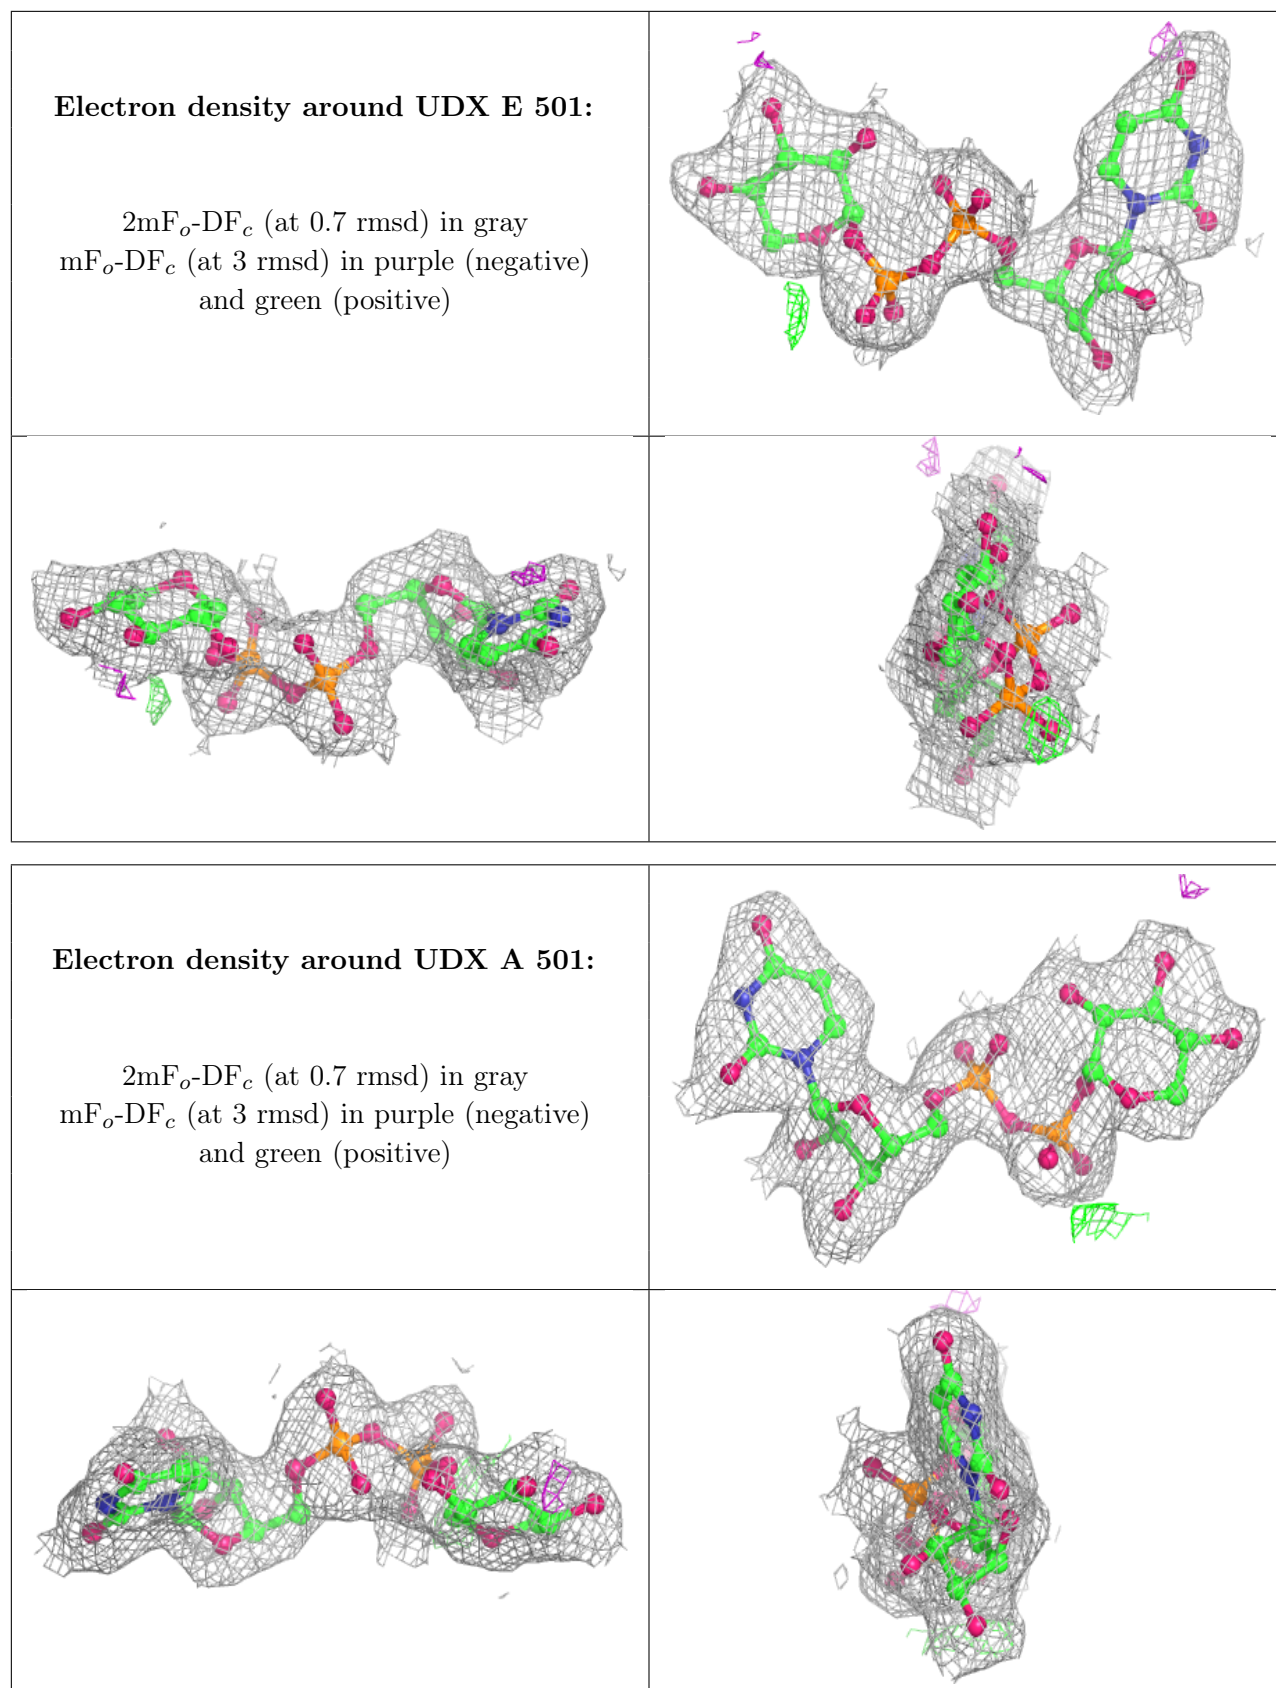 Electron density around UDX E 501:
2mFₒ-DF𝑐 (at 0.7 rmsd) in gray
mFₒ-DF𝑐 (at 3 rmsd) in purple (negative)
and green (positive)
Electron density around UDX A 501:
2mFₒ-DF𝑐 (at 0.7 rmsd) in gray
mFₒ-DF𝑐 (at 3 rmsd) in purple (negative)
and green (positive)